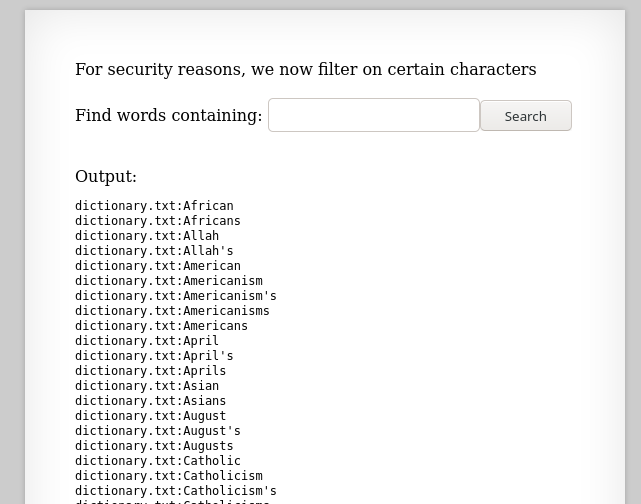 For security reasons, we now filter on certain characters
Find words containing: Search
Output:
dictionary.txt:African
dictionary.txt:Africans
dictionary.txt:Allah
dictionary.txt:Allah's
dictionary.txt:American
dictionary.txt:Americanism
dictionary.txt:Americanism's
dictionary.txt:Americanisms
dictionary.txt:Americans
dictionary.txt:April
dictionary.txt:April's
dictionary.txt:Aprils
dictionary.txt:Asian
dictionary.txt:Asians
dictionary.txt:August
dictionary.txt:August's
dictionary.txt:Augusts
dictionary.txt:Catholic
dictionary.txt:Catholicism
dictionary.txt:Catholicism's